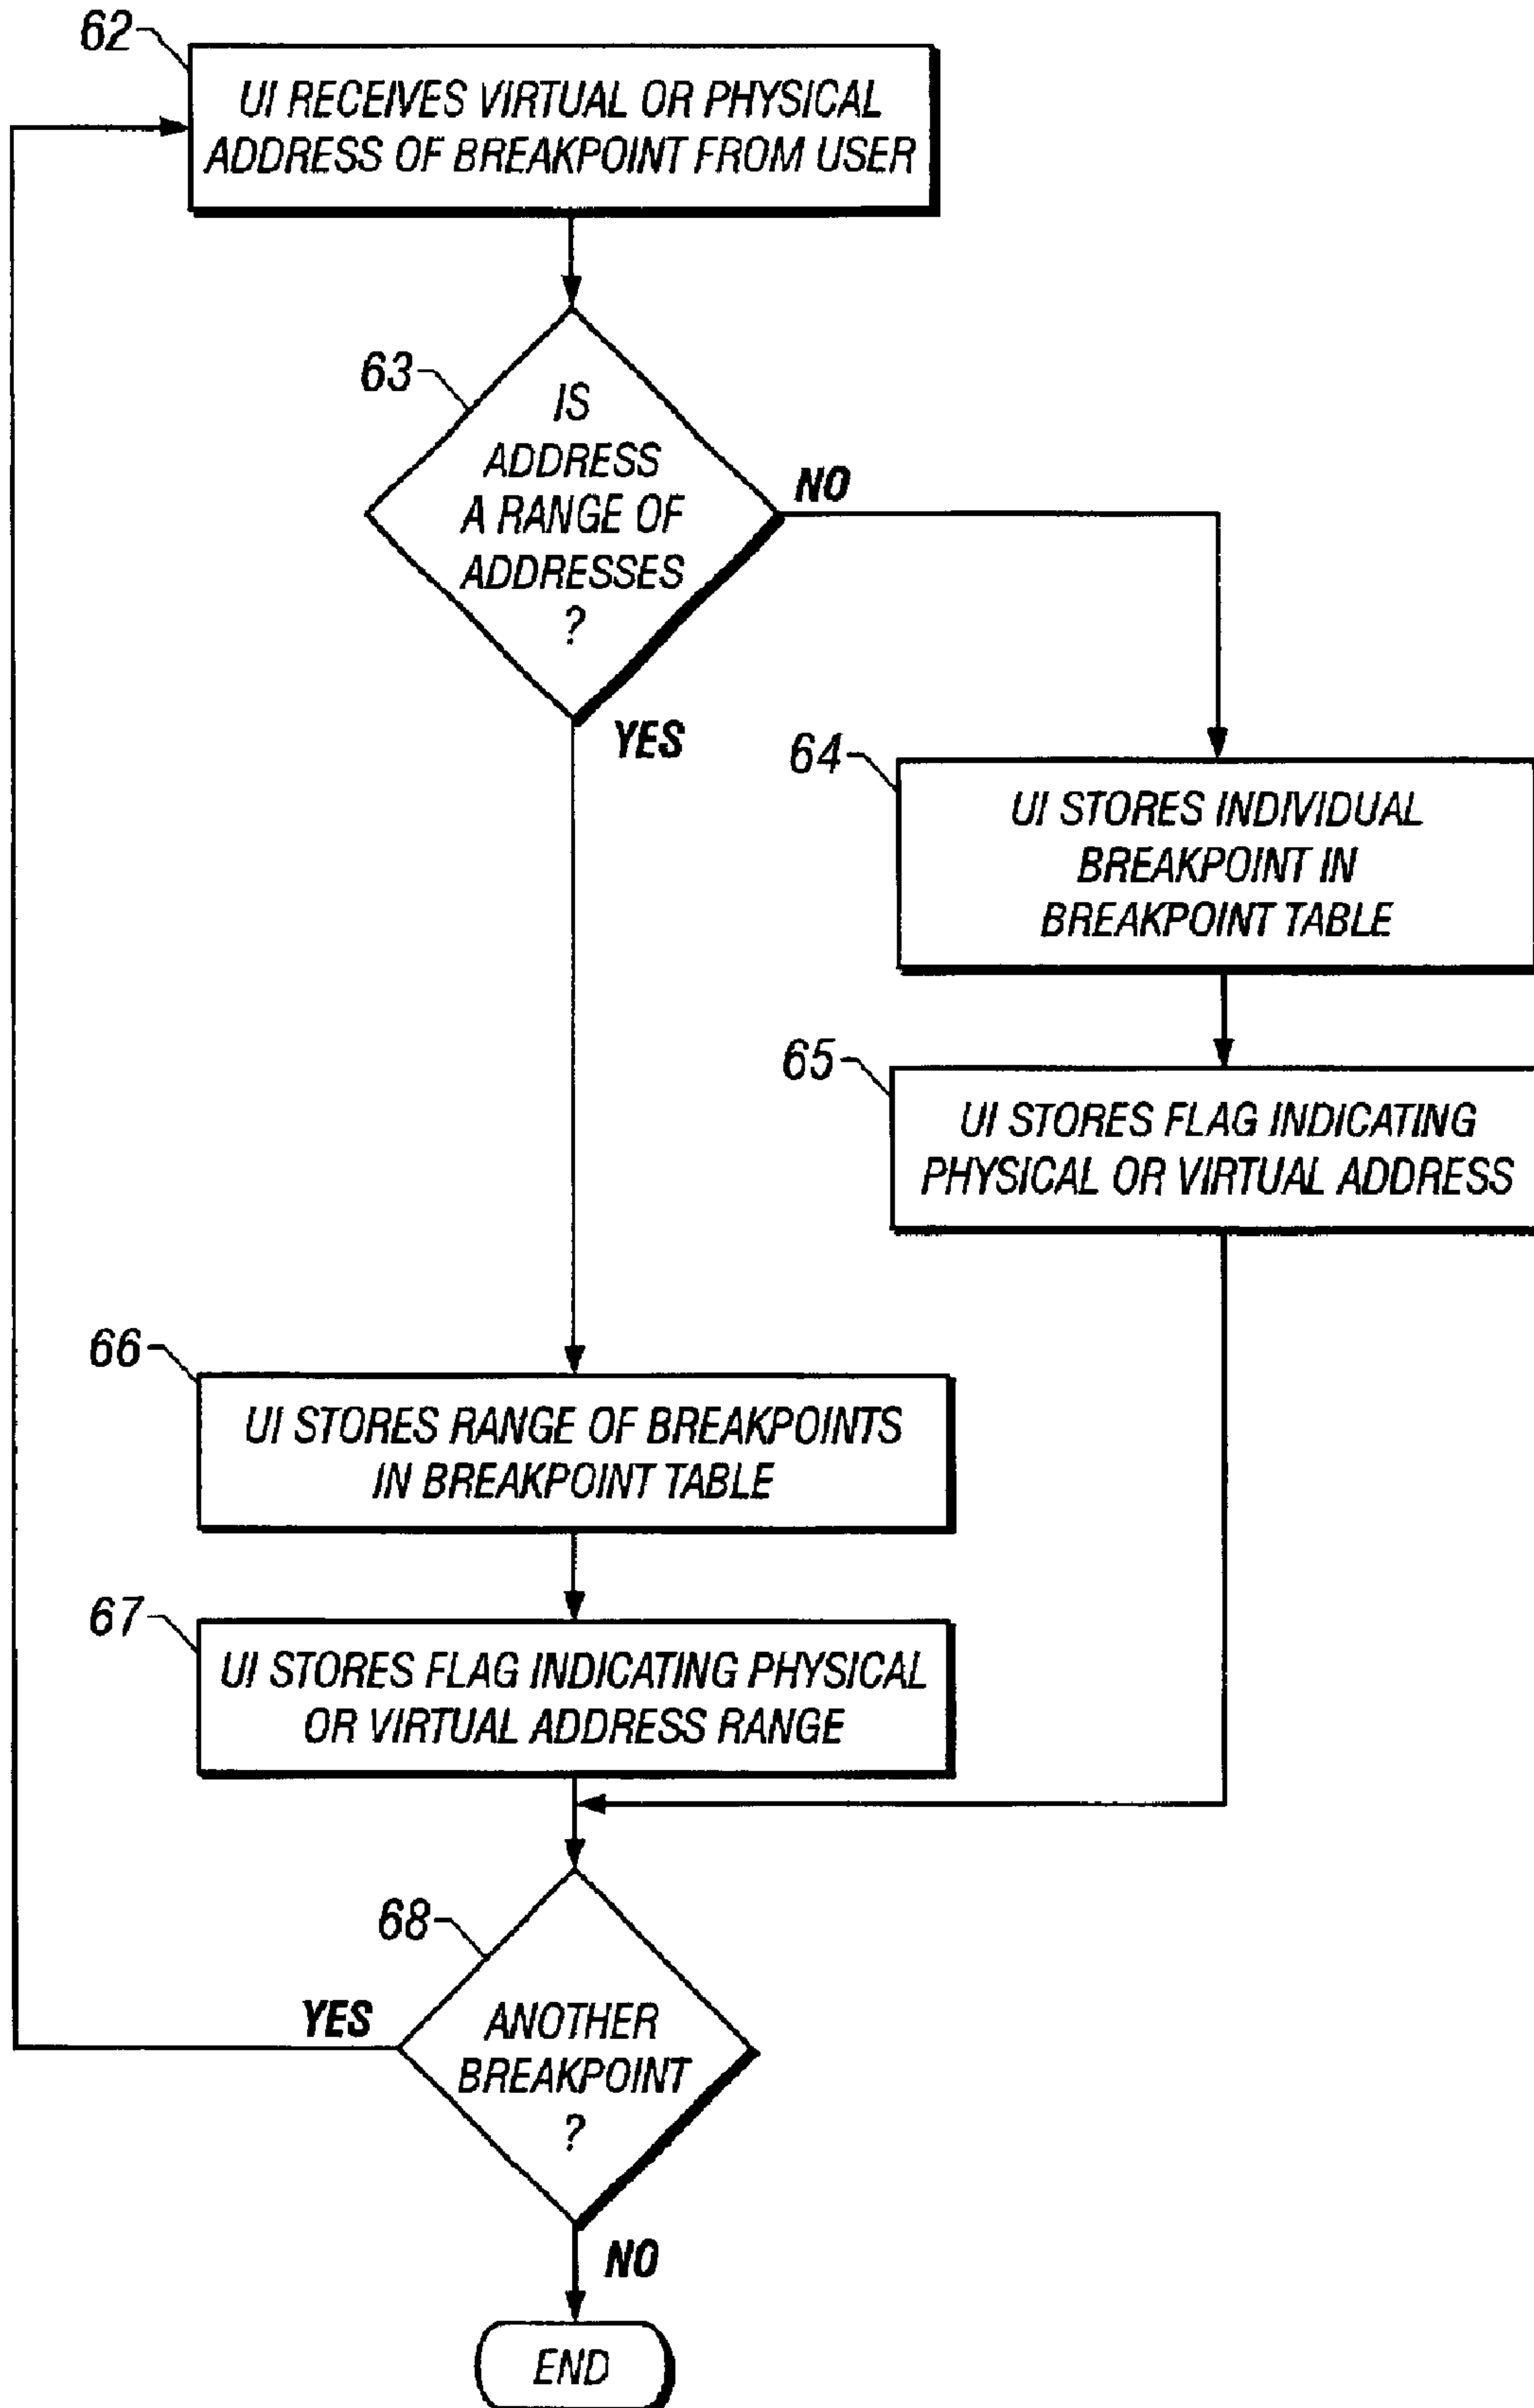 62
UI RECEIVES VIRTUAL OR PHYSICAL
ADDRESS OF BREAKPOINT FROM USER
63
IS
ADDRESS
A RANGE OF
ADDRESSES
?
NO
YES
64
UI STORES INDIVIDUAL
BREAKPOINT IN
BREAKPOINT TABLE
65
UI STORES FLAG INDICATING
PHYSICAL OR VIRTUAL ADDRESS
66
UI STORES RANGE OF BREAKPOINTS
IN BREAKPOINT TABLE
67
UI STORES FLAG INDICATING PHYSICAL
OR VIRTUAL ADDRESS RANGE
68
YES
ANOTHER
BREAKPOINT
?
NO
END